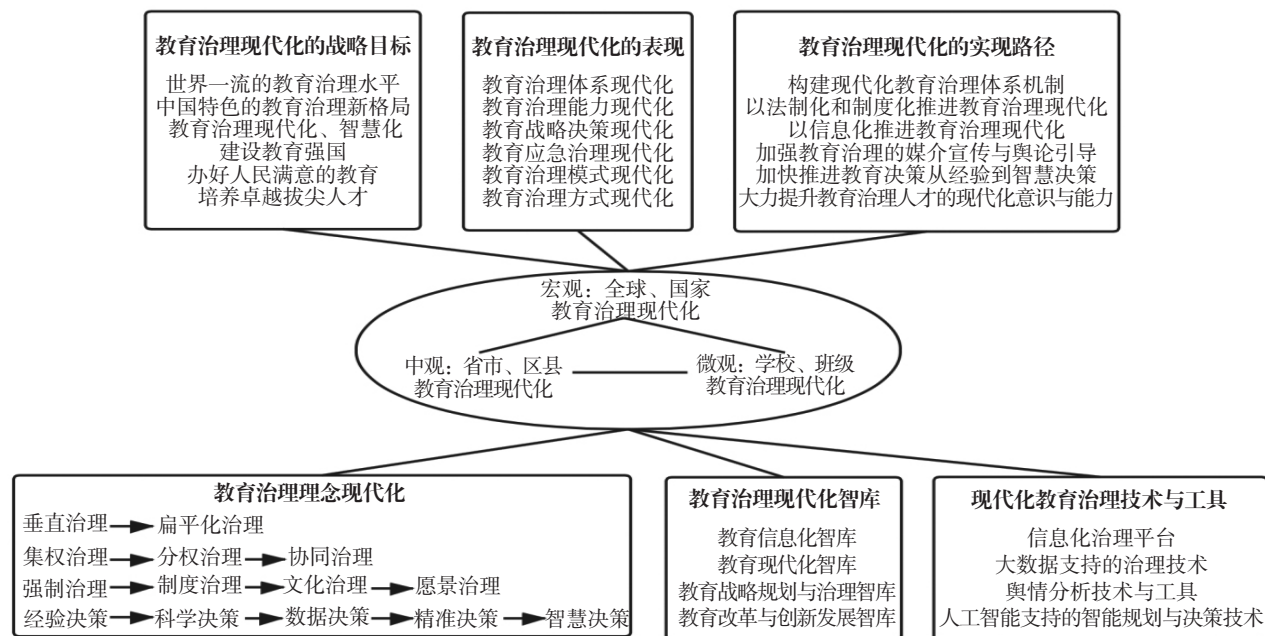 教育治理现代化的战略目标
世界一流的教育治理水平
中国特色的教育治理新格局
教育治理现代化、智慧化
建设教育强国
办好人民满意的教育
培养卓越拔尖人才
教育治理现代化的表现
教育治理体系现代化
教育治理能力现代化
教育战略决策现代化
教育应急治理现代化
教育治理模式现代化
教育治理方式现代化
教育治理现代化的实现路径
构建现代化教育治理体系机制
以法制化和制度化推进教育治理现代化
以信息化推进教育治理现代化
加强教育治理的媒介宣传与舆论引导
加快推进教育决策从经验到智慧决策
大力提升教育治理人才的现代化意识与能力
宏观：全球、国家
教育治理现代化
中观：省市、区县
教育治理现代化
微观：学校、班级
教育治理现代化
教育治理理念现代化
垂直治理 扁平化治理
集权治理 分权治理 协同治理
强制治理 制度治理 文化治理 愿景治理
经验决策 科学决策 数据决策 精准决策 智慧决策
教育治理现代化智库
教育信息化智库
教育现代化智库
教育战略规划与治理智库
教育改革与创新发展智库
现代化教育治理技术与工具
信息化治理平台
大数据支持的治理技术
舆情分析技术与工具
人工智能支持的智能规划与决策技术